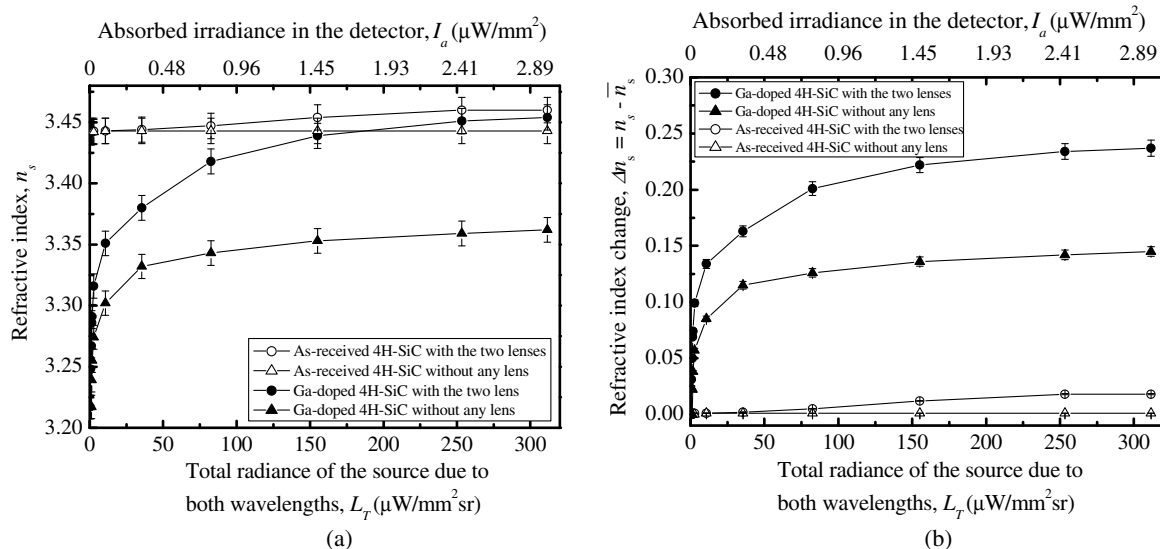 Absorbed irradiance in the detector, I_a (μW/mm²)
0 0.48 0.96 1.45 1.93 2.41 2.89
3.45
3.40
3.35
3.30
3.25
3.20
Refractive index, n_s
As-received 4H-SiC with the two lenses
As-received 4H-SiC without any lens
Ga-doped 4H-SiC with the two lens
Ga-doped 4H-SiC without any lens
0 50 100 150 200 250 300
Total radiance of the source due to
both wavelengths, L_T (μW/mm²sr)
(a)
Absorbed irradiance in the detector, I_a (μW/mm²)
0 0.48 0.96 1.45 1.93 2.41 2.89
0.30
0.25
0.20
0.15
0.10
0.05
0.00
Refractive index change, Δn_s = n_s - n̅_s
Ga-doped 4H-SiC with the two lenses
Ga-doped 4H-SiC without any lens
As-received 4H-SiC with the two lenses
As-received 4H-SiC without any lens
0 50 100 150 200 250 300
Total radiance of the source due to
both wavelengths, L_T (μW/mm²sr)
(b)